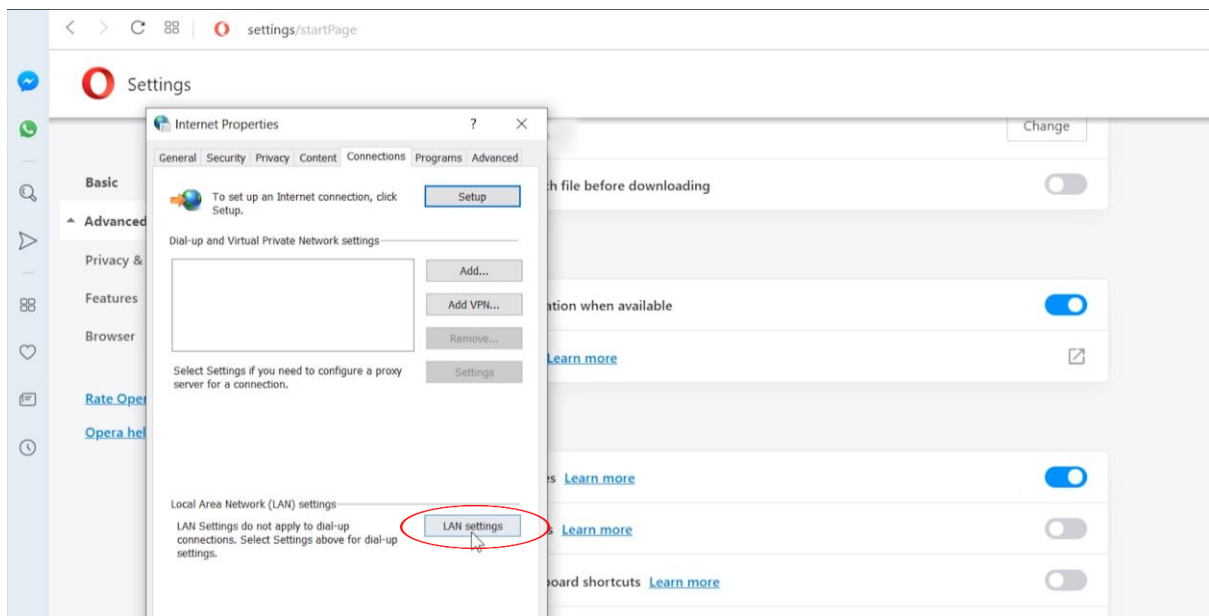 settings/startPage
Settings
Internet Properties
?
Change
General Security Privacy Content Connections Programs Advanced
Basic
To set up an Internet connection, click
Setup.
Setup
file before downloading
Advanced
Dial-up and Virtual Private Network settings
Privacy &
Add...
Features
Add VPN...
when available
Browser
Remove...
Learn more
Select Settings if you need to configure a proxy
server for a connection.
Settings
Rate
Opera
Learn more
Local Area Network (LAN) settings
LAN Settings do not apply to dial-up
connections. Select Settings above for dial-up
settings.
LAN settings
Learn more
shortcuts Learn more